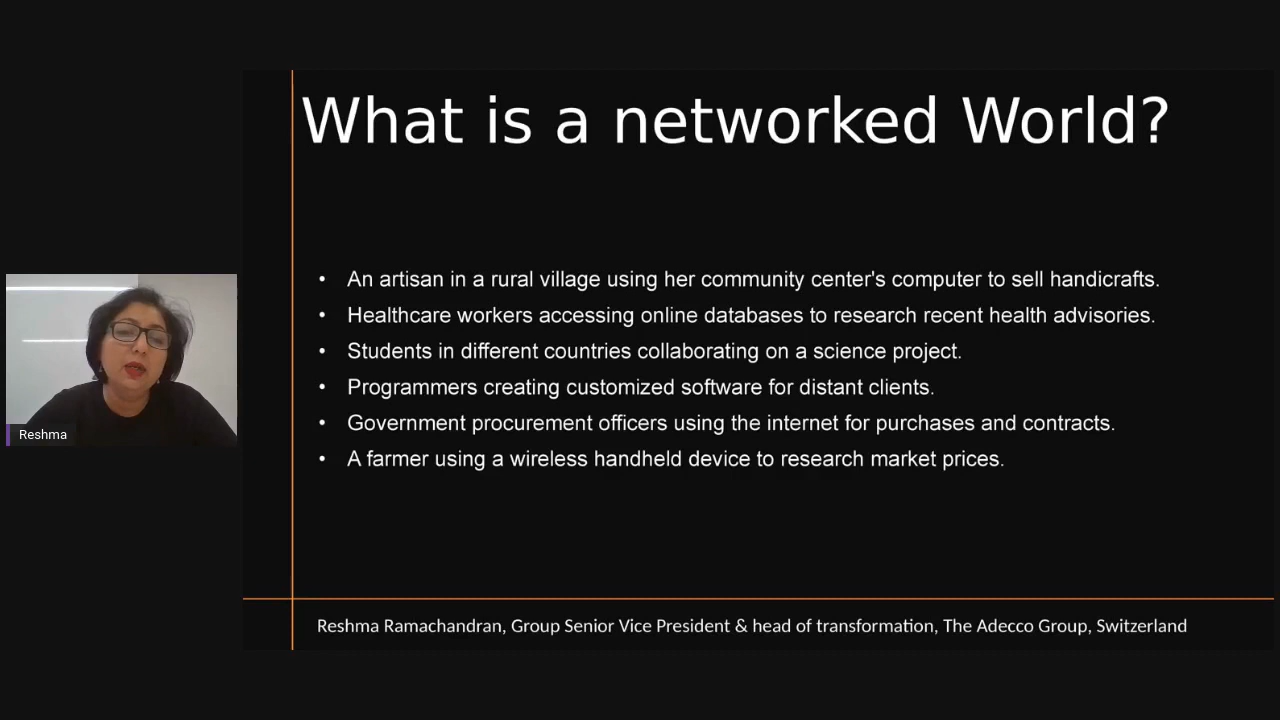 What is a networked World?
• An artisan in a rural village using her community center's computer to sell handicrafts.
• Healthcare workers accessing online databases to research recent health advisories.
• Students in different countries collaborating on a science project.
• Programmers creating customized software for distant clients.
• Government procurement officers using the internet for purchases and contracts.
• A farmer using a wireless handheld device to research market prices.
Reshma
Reshma Ramachandran, Group Senior Vice President & head of transformation, The Adecco Group, Switzerland